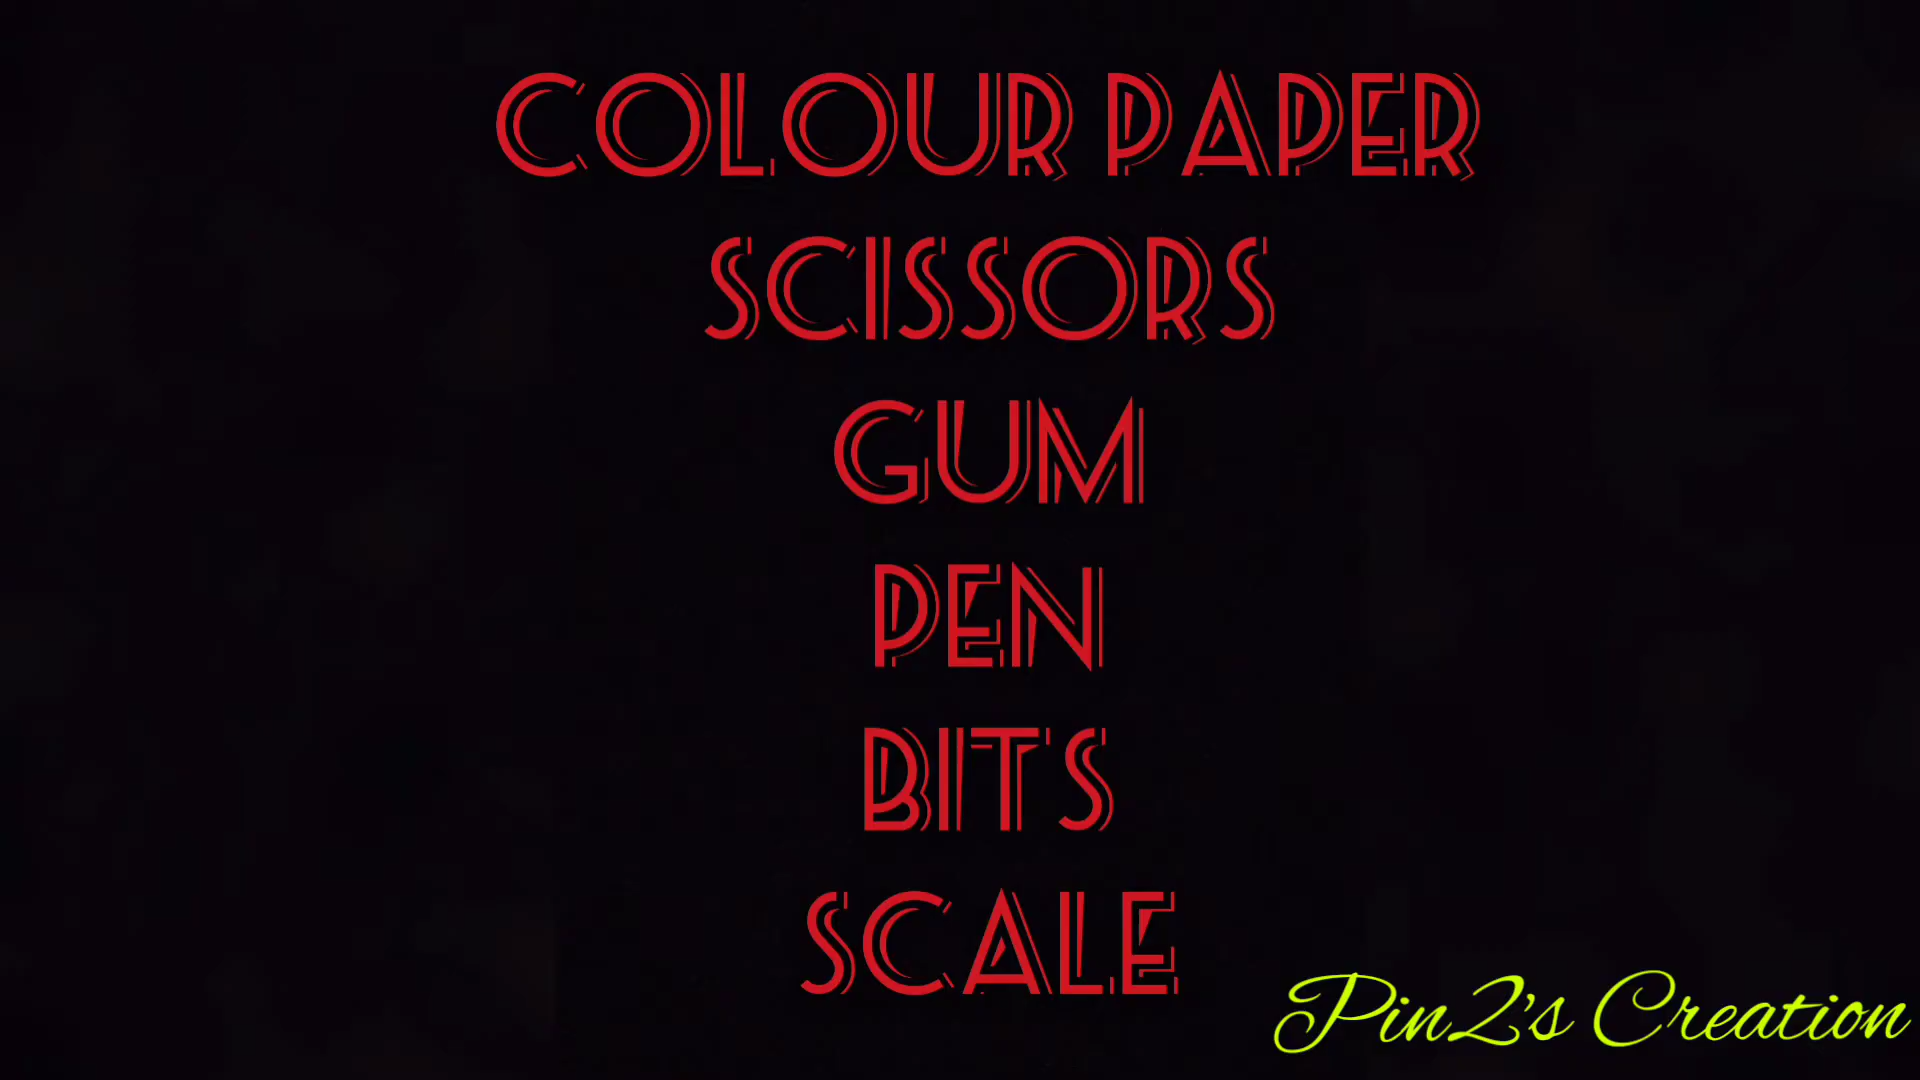 COLOUR PAPER
SCISSORS
GUM
PEN
BITS
SCALE
Pin2's Creation